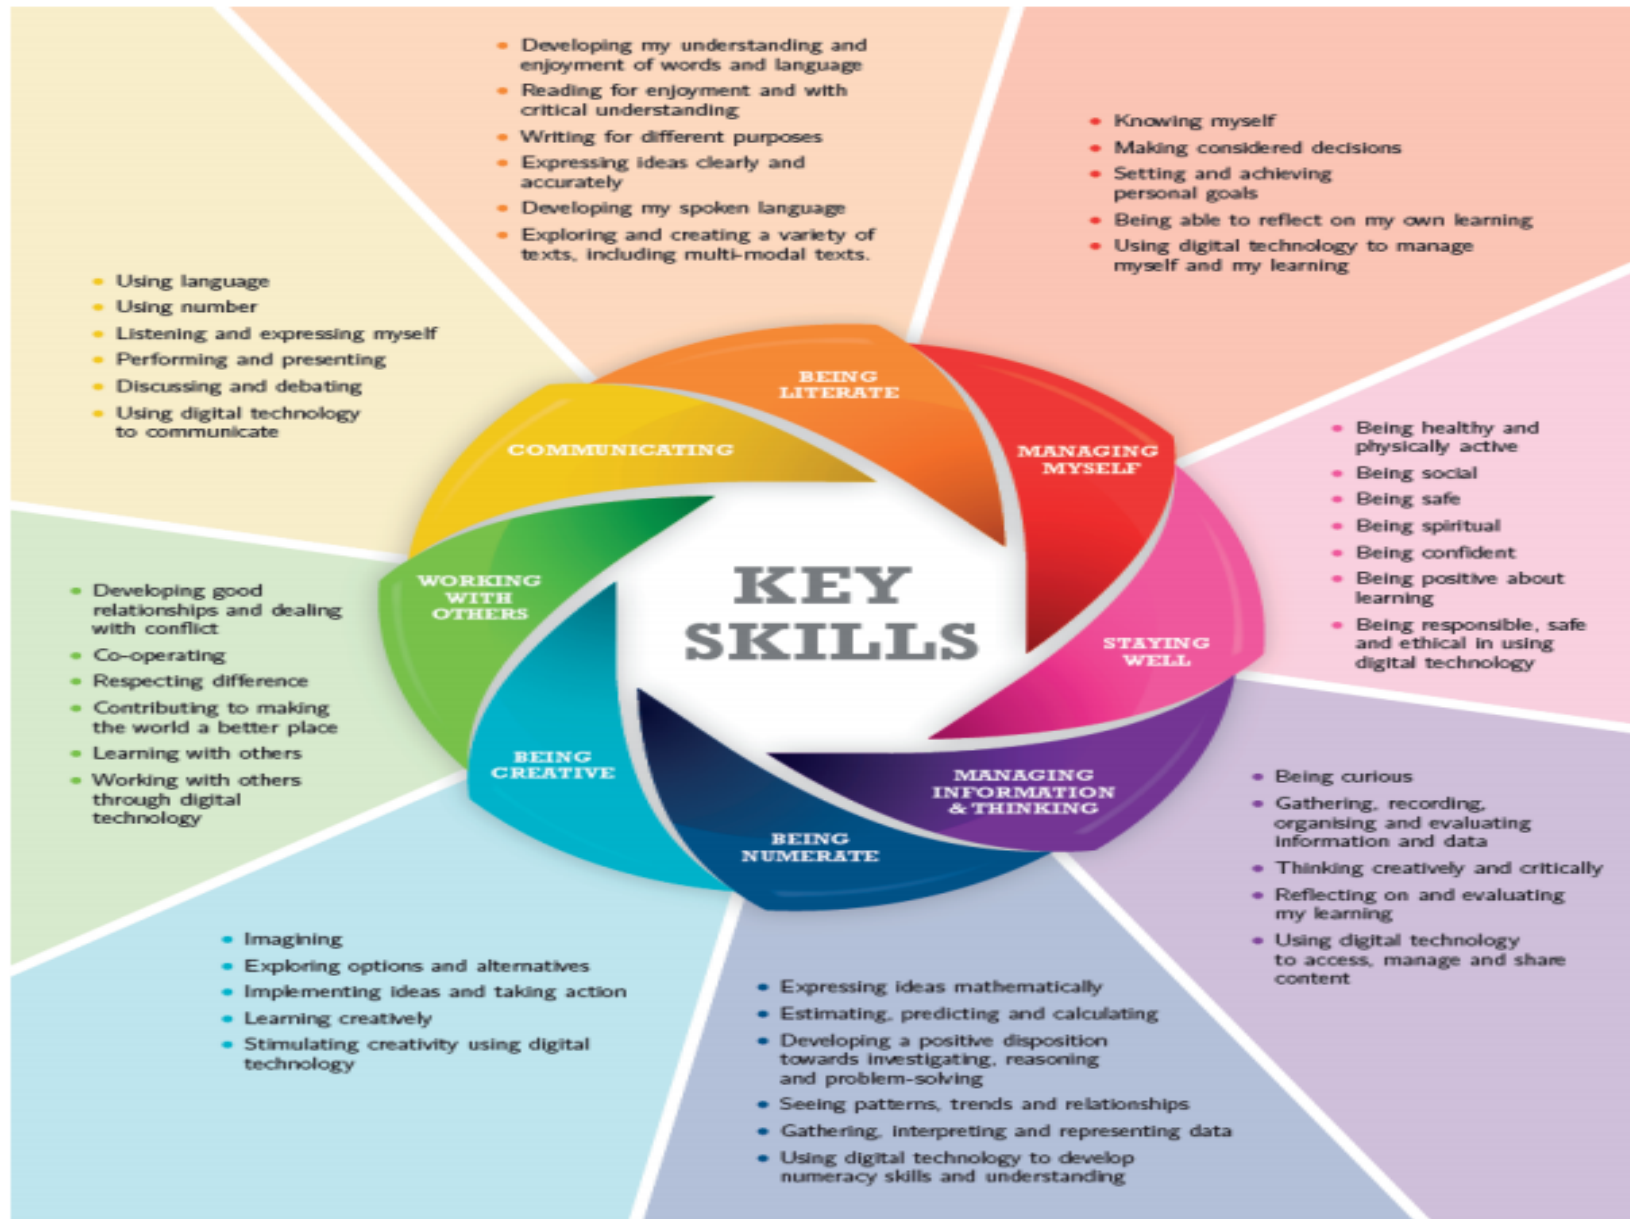 • Developing my understanding and
enjoyment of words and language
• Reading for enjoyment and with
critical understanding
• Writing for different purposes
• Expressing ideas clearly and
accurately
• Developing my spoken language
• Exploring and creating a variety of
texts, including multi-modal texts.
• Knowing myself
• Making considered decisions
• Setting and achieving
personal goals
• Being able to reflect on my own learning
• Using digital technology to manage
myself and my learning
• Using language
• Using number
• Listening and expressing myself
• Performing and presenting
• Discussing and debating
• Using digital technology
to communicate
BEING
LITERATE
COMMUNICATING
MANAGING
MYSELF
• Being healthy and
physically active
• Being social
• Being safe
• Being spiritual
• Being confident
• Being positive about
learning
• Being responsible, safe
and ethical in using
digital technology
WORKING
WITH
OTHERS
KEY
SKILLS
STAYING
WELL
• Developing good
relationships and dealing
with conflict
• Co-operating
• Respecting difference
• Contributing to making
the world a better place
• Learning with others
• Working with others
through digital
technology
BEING
CREATIVE
MANAGING
INFORMATION
& THINKING
BEING
NUMERATE
• Being curious
• Gathering, recording,
organising and evaluating
information and data
• Thinking creatively and critically
• Reflecting on and evaluating
my learning
• Using digital technology
to access, manage and share
content
• Imagining
• Exploring options and alternatives
• Implementing ideas and taking action
• Learning creatively
• Stimulating creativity using digital
technology
• Expressing ideas mathematically
• Estimating, predicting and calculating
• Developing a positive disposition
towards investigating, reasoning
and problem-solving
• Seeing patterns, trends and relationships
• Gathering, interpreting and representing data
• Using digital technology to develop
numeracy skills and understanding